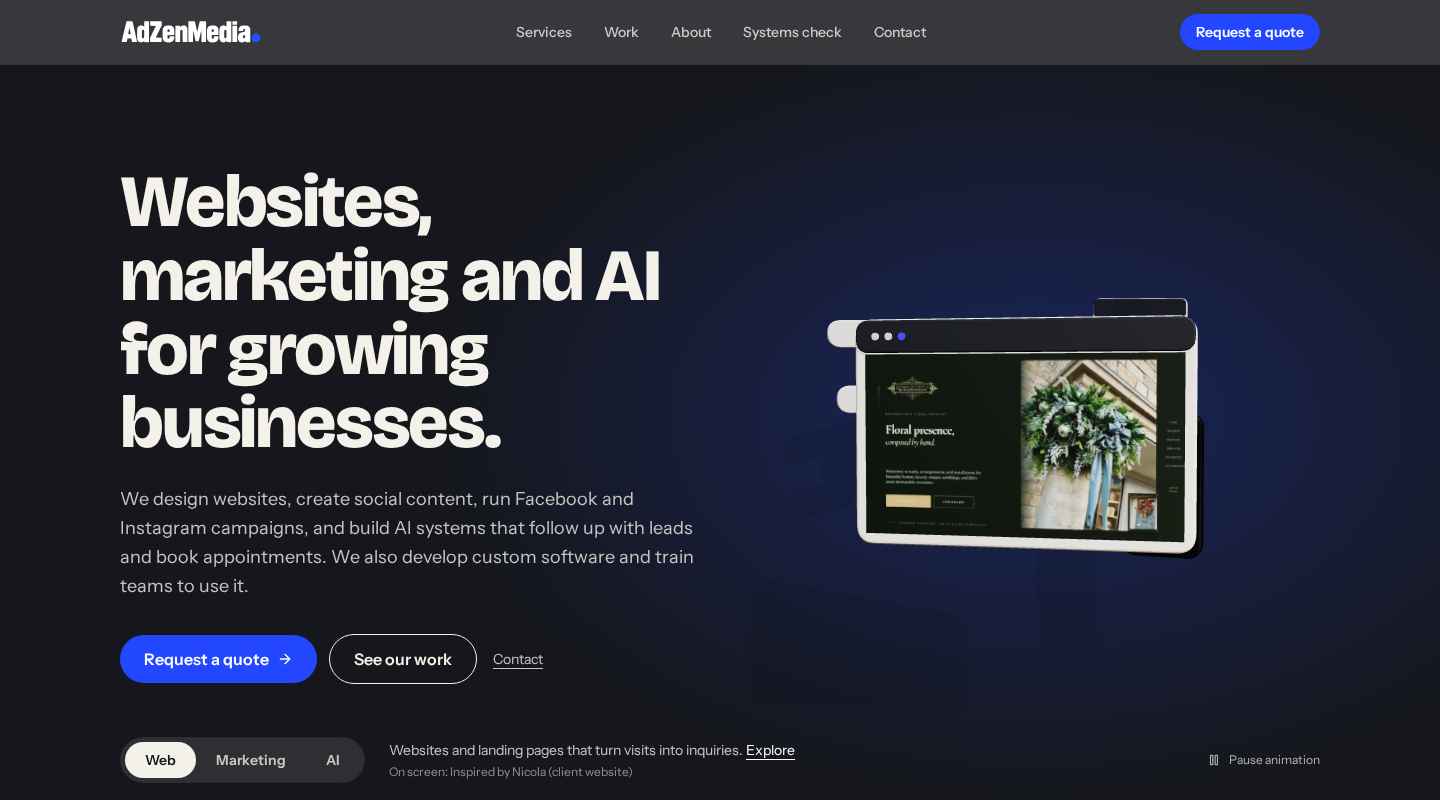 AdZenMedia.
Services
Work
About
Systems check
Contact
Request a quote
Websites,
marketing and AI
for growing
businesses.
We design websites, create social content, run Facebook and
Instagram campaigns, and build AI systems that follow up with leads
and book appointments. We also develop custom software and train
teams to use it.
Request a quote →
See our work
Contact
Floral presence,
composed by hand.
Web
Marketing
AI
Websites and landing pages that turn visits into inquiries. Explore
On screen: Inspired by Nicola (client website)
Pause animation